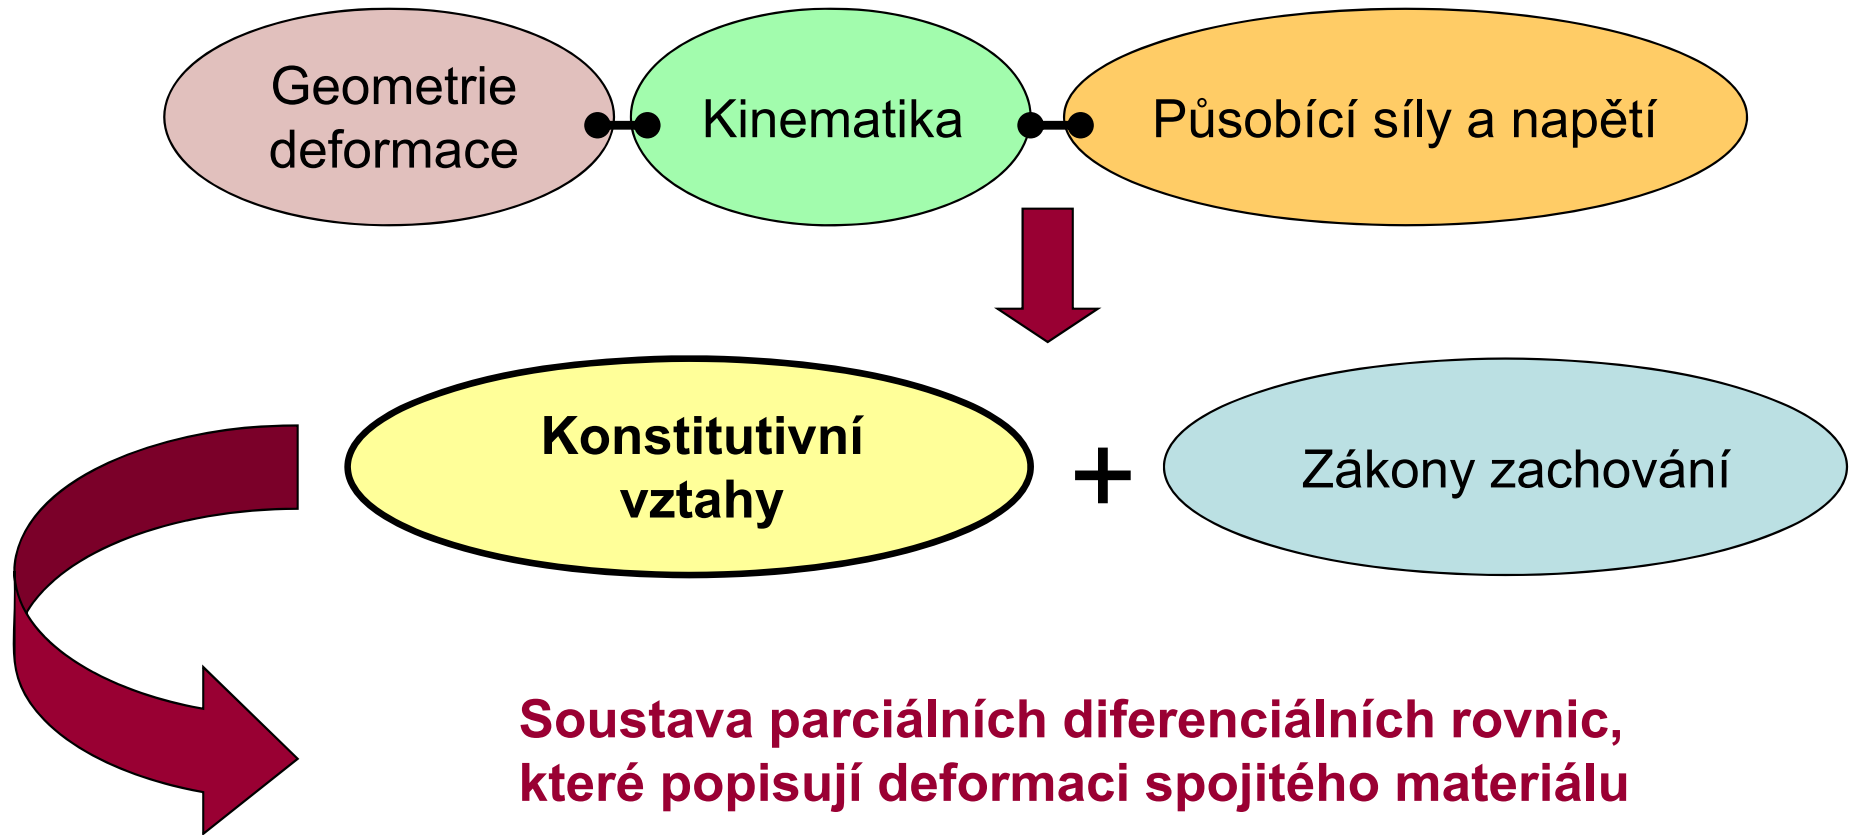 Geometrie
deformace
Kinematika
Působící síly a napětí
Konstitutivní
vztahy
+
Zákony zachování
Soustava parciálních diferenciálních rovnic,
které popisují deformaci spojitého materiálu